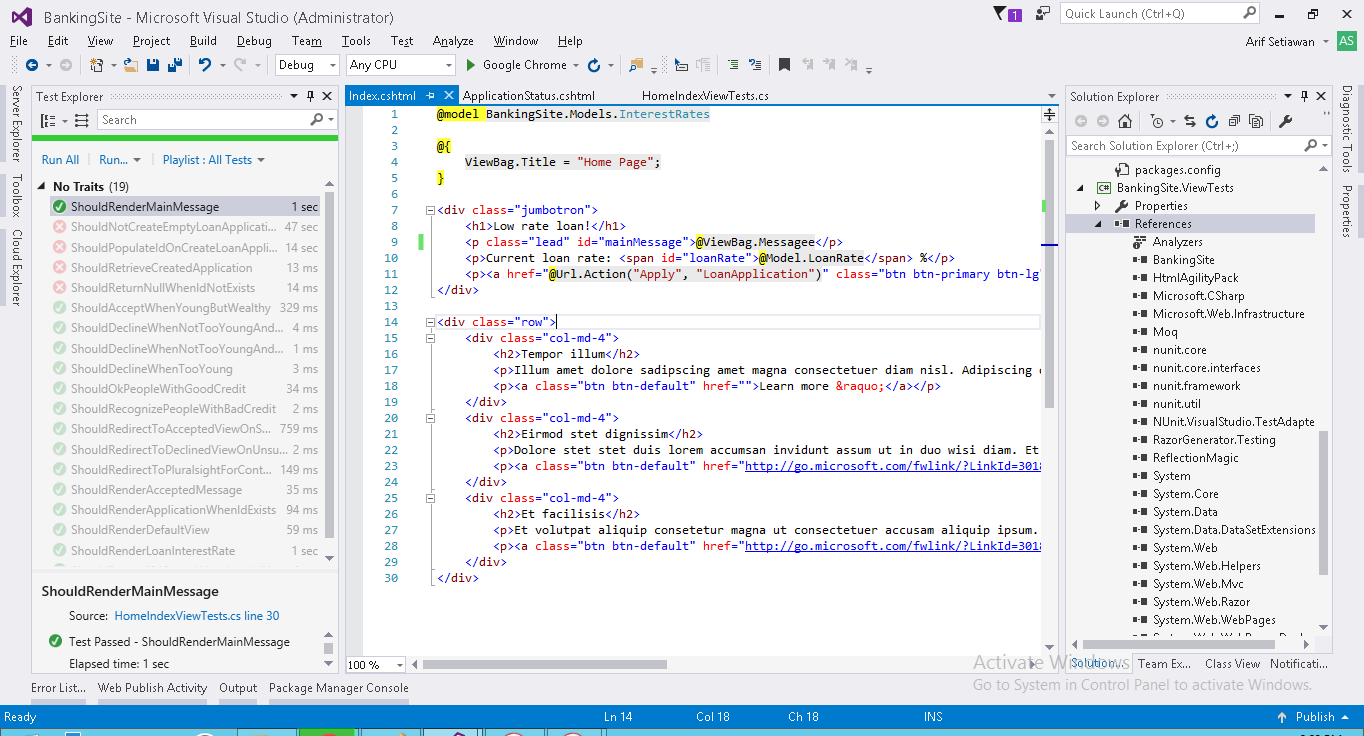 BankingSite - Microsoft Visual Studio (Administrator)
1
Quick Launch (Ctrl+Q)
File Edit View Project Build Debug Team Tools Test Analyze Window Help
Arif Setiawan AS
Debug Any CPU Google Chrome
Server Explorer
Toolbox
Cloud Explorer
Test Explorer
Search
Run All Run... Playlist : All Tests
No Traits (19)
ShouldRenderMainMessage 1 sec
ShouldNotCreateEmptyLoanApplicati... 47 sec
ShouldPopulateIdOnCreateLoanAppli... 14 sec
ShouldRetrieveCreatedApplication 13 ms
ShouldReturnNullWhenIdNotExists 14 ms
ShouldAcceptWhenYoungButWealthy 329 ms
ShouldDeclineWhenNotTooYoungAnd... 4 ms
ShouldDeclineWhenNotTooYoungAnd... 1 ms
ShouldDeclineWhenTooYoung 3 ms
ShouldOkPeopleWithGoodCredit 34 ms
ShouldRecognizePeopleWithBadCredit 2 ms
ShouldRedirectToAcceptedViewOnS... 759 ms
ShouldRedirectToDeclinedViewOnUnsu... 2 ms
ShouldRedirectToPluralsightForCont... 149 ms
ShouldRenderAcceptedMessage 35 ms
ShouldRenderApplicationWhenIdExists 94 ms
ShouldRenderDefaultView 59 ms
ShouldRenderLoanInterestRate 1 sec
ShouldRenderMainMessage
Source: HomeIndexViewTests.cs line 30
Test Passed - ShouldRenderMainMessage
Elapsed time: 1 sec
Index.cshtml ApplicationStatus.cshtml HomeIndexViewTests.cs
1 @model BankingSite.Models.InterestRates
2
3 @{
4 ViewBag.Title = "Home Page";
5 }
6
7 <div class="jumbotron">
8 <h1>Low rate loan!</h1>
9 <p class="lead" id="mainMessage">@ViewBag.Messagee</p>
10 <p>Current loan rate: <span id="loanRate">@Model.LoanRate</span> %</p>
11 <p><a href="@Url.Action("Apply", "LoanApplication")" class="btn btn-primary btn-lg"
12 </div>
13
14 <div class="row">
15 <div class="col-md-4">
16 <h2>Tempor illum</h2>
17 <p>Illum amet dolore sadipscing amet magna consectetuer diam nisl. Adipiscing
18 <p><a class="btn btn-default" href="">Learn more &raquo;</a></p>
19 </div>
20 <div class="col-md-4">
21 <h2>Eirmod stet dignissim</h2>
22 <p>Dolore stet stet duis lorem accumsan invidunt assum ut in duo wisi diam. Et
23 <p><a class="btn btn-default" href="http://go.microsoft.com/fwlink/?LinkId=3018
24 </div>
25 <div class="col-md-4">
26 <h2>Et facilisis</h2>
27 <p>Et volutpat aliquip consetetur magna ut consectetuer accusam aliquip ipsum.
28 <p><a class="btn btn-default" href="http://go.microsoft.com/fwlink/?LinkId=3018
29 </div>
30 </div>
100 %
Solution Explorer
Search Solution Explorer (Ctrl+;)
packages.config
BankingSite.ViewTests
Properties
References
Analyzers
BankingSite
HtmlAgilityPack
Microsoft.CSharp
Microsoft.Web.Infrastructure
Moq
nunit.core
nunit.core.interfaces
nunit.framework
nunit.util
NUnit.VisualStudio.TestAdapte
RazorGenerator.Testing
ReflectionMagic
System
System.Core
System.Data
System.Data.DataSetExtensions
System.Web
System.Web.Helpers
System.Web.Mvc
System.Web.Razor
System.Web.WebPages
Solution... Team Ex... Class View Notificati...
Diagnostic Tools
Properties
Activate Windows
Go to System in Control Panel to activate Windows.
Error List... Web Publish Activity Output Package Manager Console
Ready Ln 14 Col 18 Ch 18 INS Publish